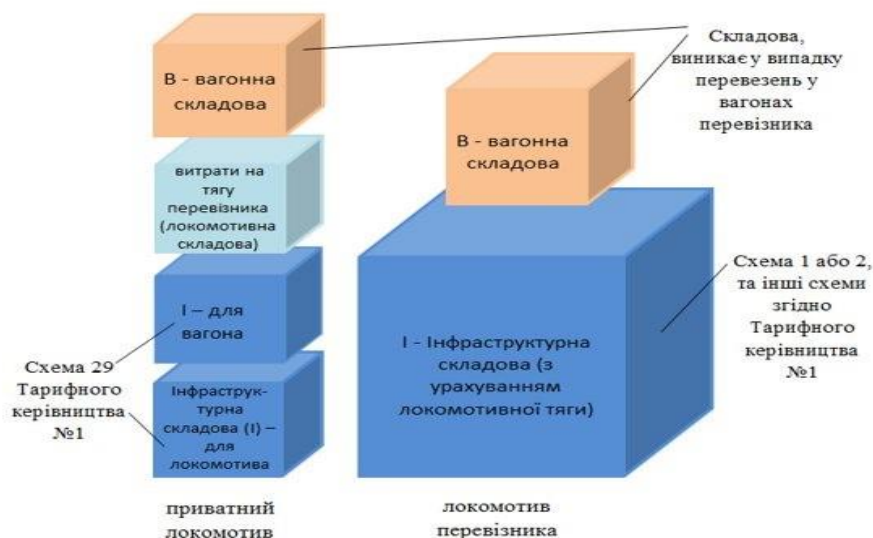 В - вагонна
складова
витрати на
тягу
перевізника
(локомотивна
складова)
І – для
вагона
Інфраструк-
турна
складова (І) –
для
локомотива
Схема 29
Тарифного
керівництва
№1
приватний
локомотив
В - вагонна
складова
І - Інфраструктурна
складова (з
урахуванням
локомотивної тяги)
локомотив
перевізника
Складова,
виникає у випадку
перевезень у
вагонах
перевізника
Схема 1 або 2,
та інші схеми
згідно
Тарифного
керівництва
№1